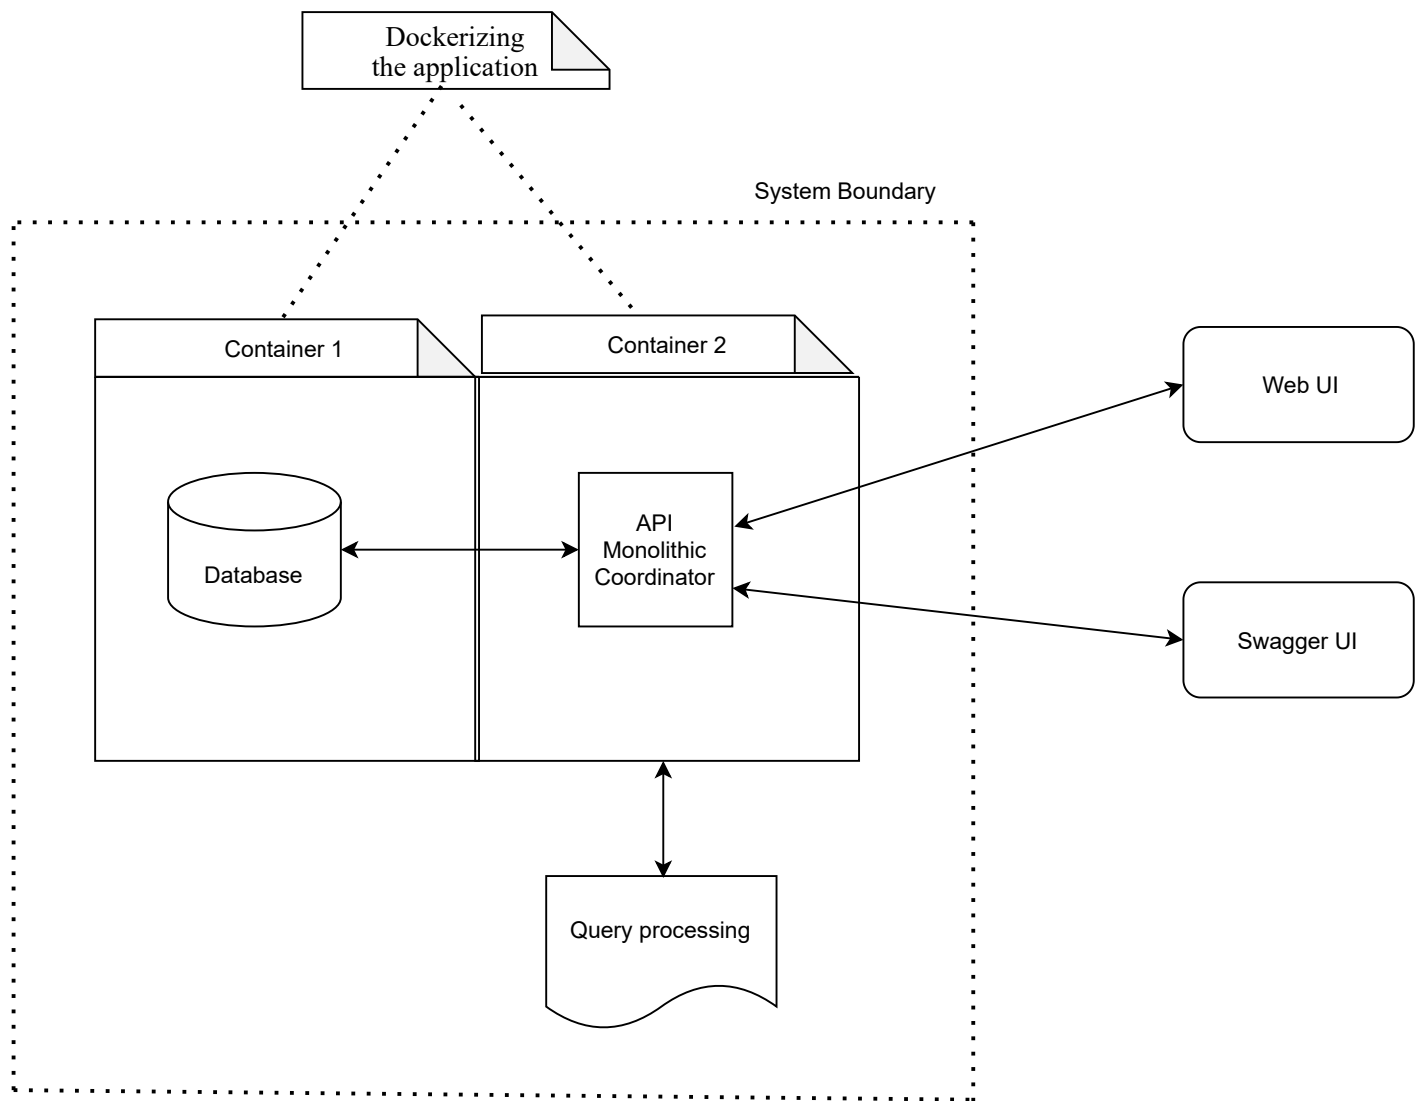 Dockerizing
the application
System Boundary
Container 1
Container 2
Web UI
API
Monolithic
Coordinator
Database
Swagger UI
Query processing